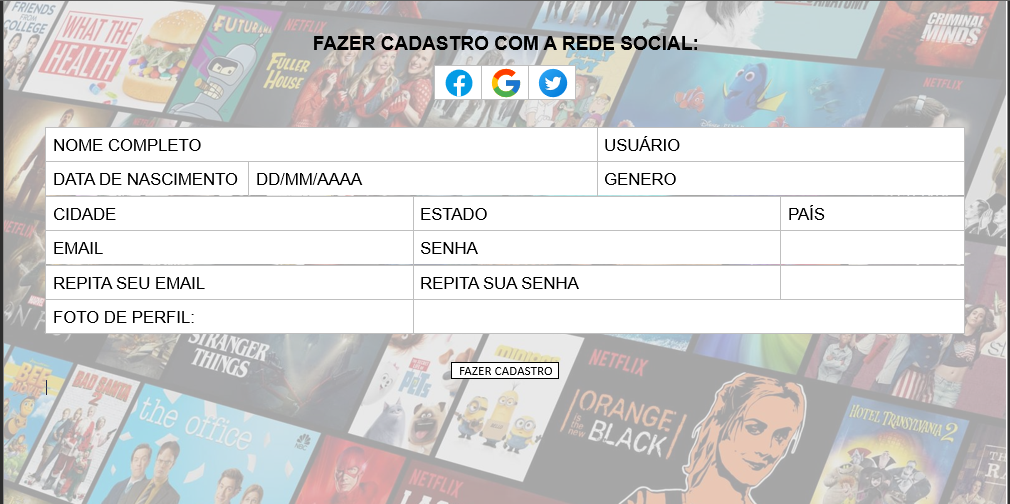 FRIENDS
FROM
COLLEGE
WHAT THE
HEALTH
FUTURAMA
NETFLIX
FULLER
HOUSE
CRIMINAL
MINDS
NETFLIX
FAZER CADASTRO COM A REDE SOCIAL:
NOME COMPLETO USUÁRIO
DATA DE NASCIMENTO DD/MM/AAAA GENERO
CIDADE ESTADO PAÍS
EMAIL SENHA
REPITA SEU EMAIL REPITA SUA SENHA
FOTO DE PERFIL:
STRANGER
THINGS
PETS
MINIONS
NETFLIX
FAZER CADASTRO
BEE
BAD SANTA
2
the office
NBC
ORANGE
is the new
BLACK
HOTEL TRANSYLVANIA 2
NETFLIX